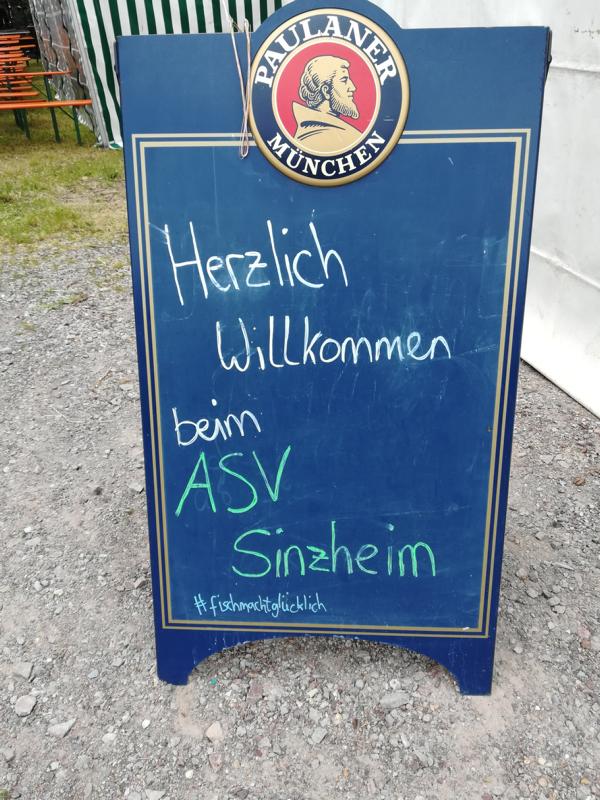 PAULANER
MÜNCHEN
Herzlich
Willkommen
beim
ASV
Sinzheim
#fischmachtglücklich